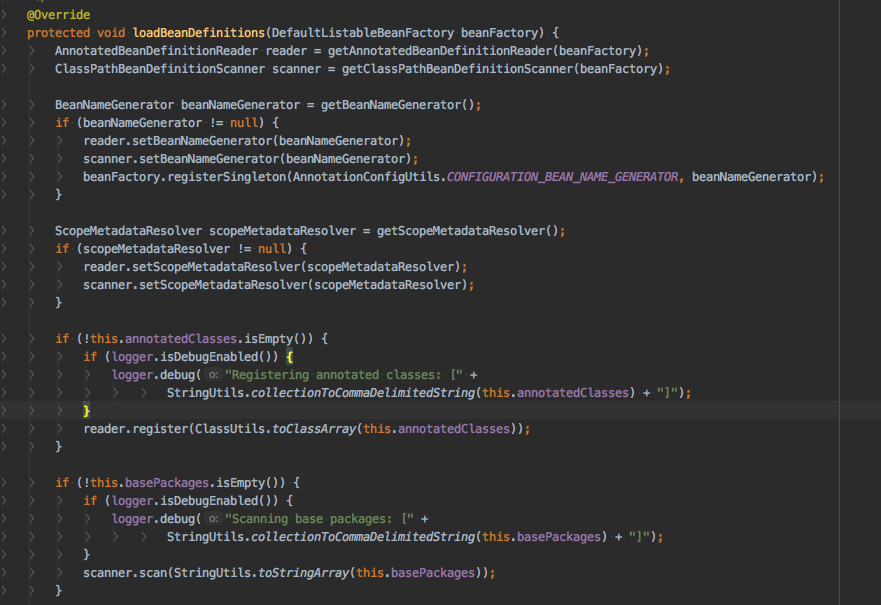 @Override
protected void loadBeanDefinitions(DefaultListableBeanFactory beanFactory) {
AnnotatedBeanDefinitionReader reader = getAnnotatedBeanDefinitionReader(beanFactory);
ClassPathBeanDefinitionScanner scanner = getClassPathBeanDefinitionScanner(beanFactory);
BeanNameGenerator beanNameGenerator = getBeanNameGenerator();
if (beanNameGenerator != null) {
reader.setBeanNameGenerator(beanNameGenerator);
scanner.setBeanNameGenerator(beanNameGenerator);
beanFactory.registerSingleton(AnnotationConfigUtils.CONFIGURATION_BEAN_NAME_GENERATOR, beanNameGenerator);
}
ScopeMetadataResolver scopeMetadataResolver = getScopeMetadataResolver();
if (scopeMetadataResolver != null) {
reader.setScopeMetadataResolver(scopeMetadataResolver);
scanner.setScopeMetadataResolver(scopeMetadataResolver);
}
if (!this.annotatedClasses.isEmpty()) {
if (logger.isDebugEnabled()) {
logger.debug( o: "Registering annotated classes: [" +
StringUtils.collectionToCommaDelimitedString(this.annotatedClasses) + "]");
}
reader.register(ClassUtils.toClassArray(this.annotatedClasses));
}
if (!this.basePackages.isEmpty()) {
if (logger.isDebugEnabled()) {
logger.debug( o: "Scanning base packages: [" +
StringUtils.collectionToCommaDelimitedString(this.basePackages) + "]");
}
scanner.scan(StringUtils.toStringArray(this.basePackages));
}